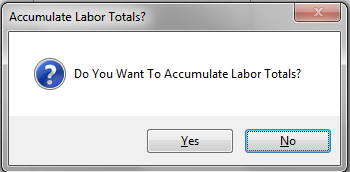 Accumulate Labor Totals?
Do You Want To Accumulate Labor Totals?
Yes
No